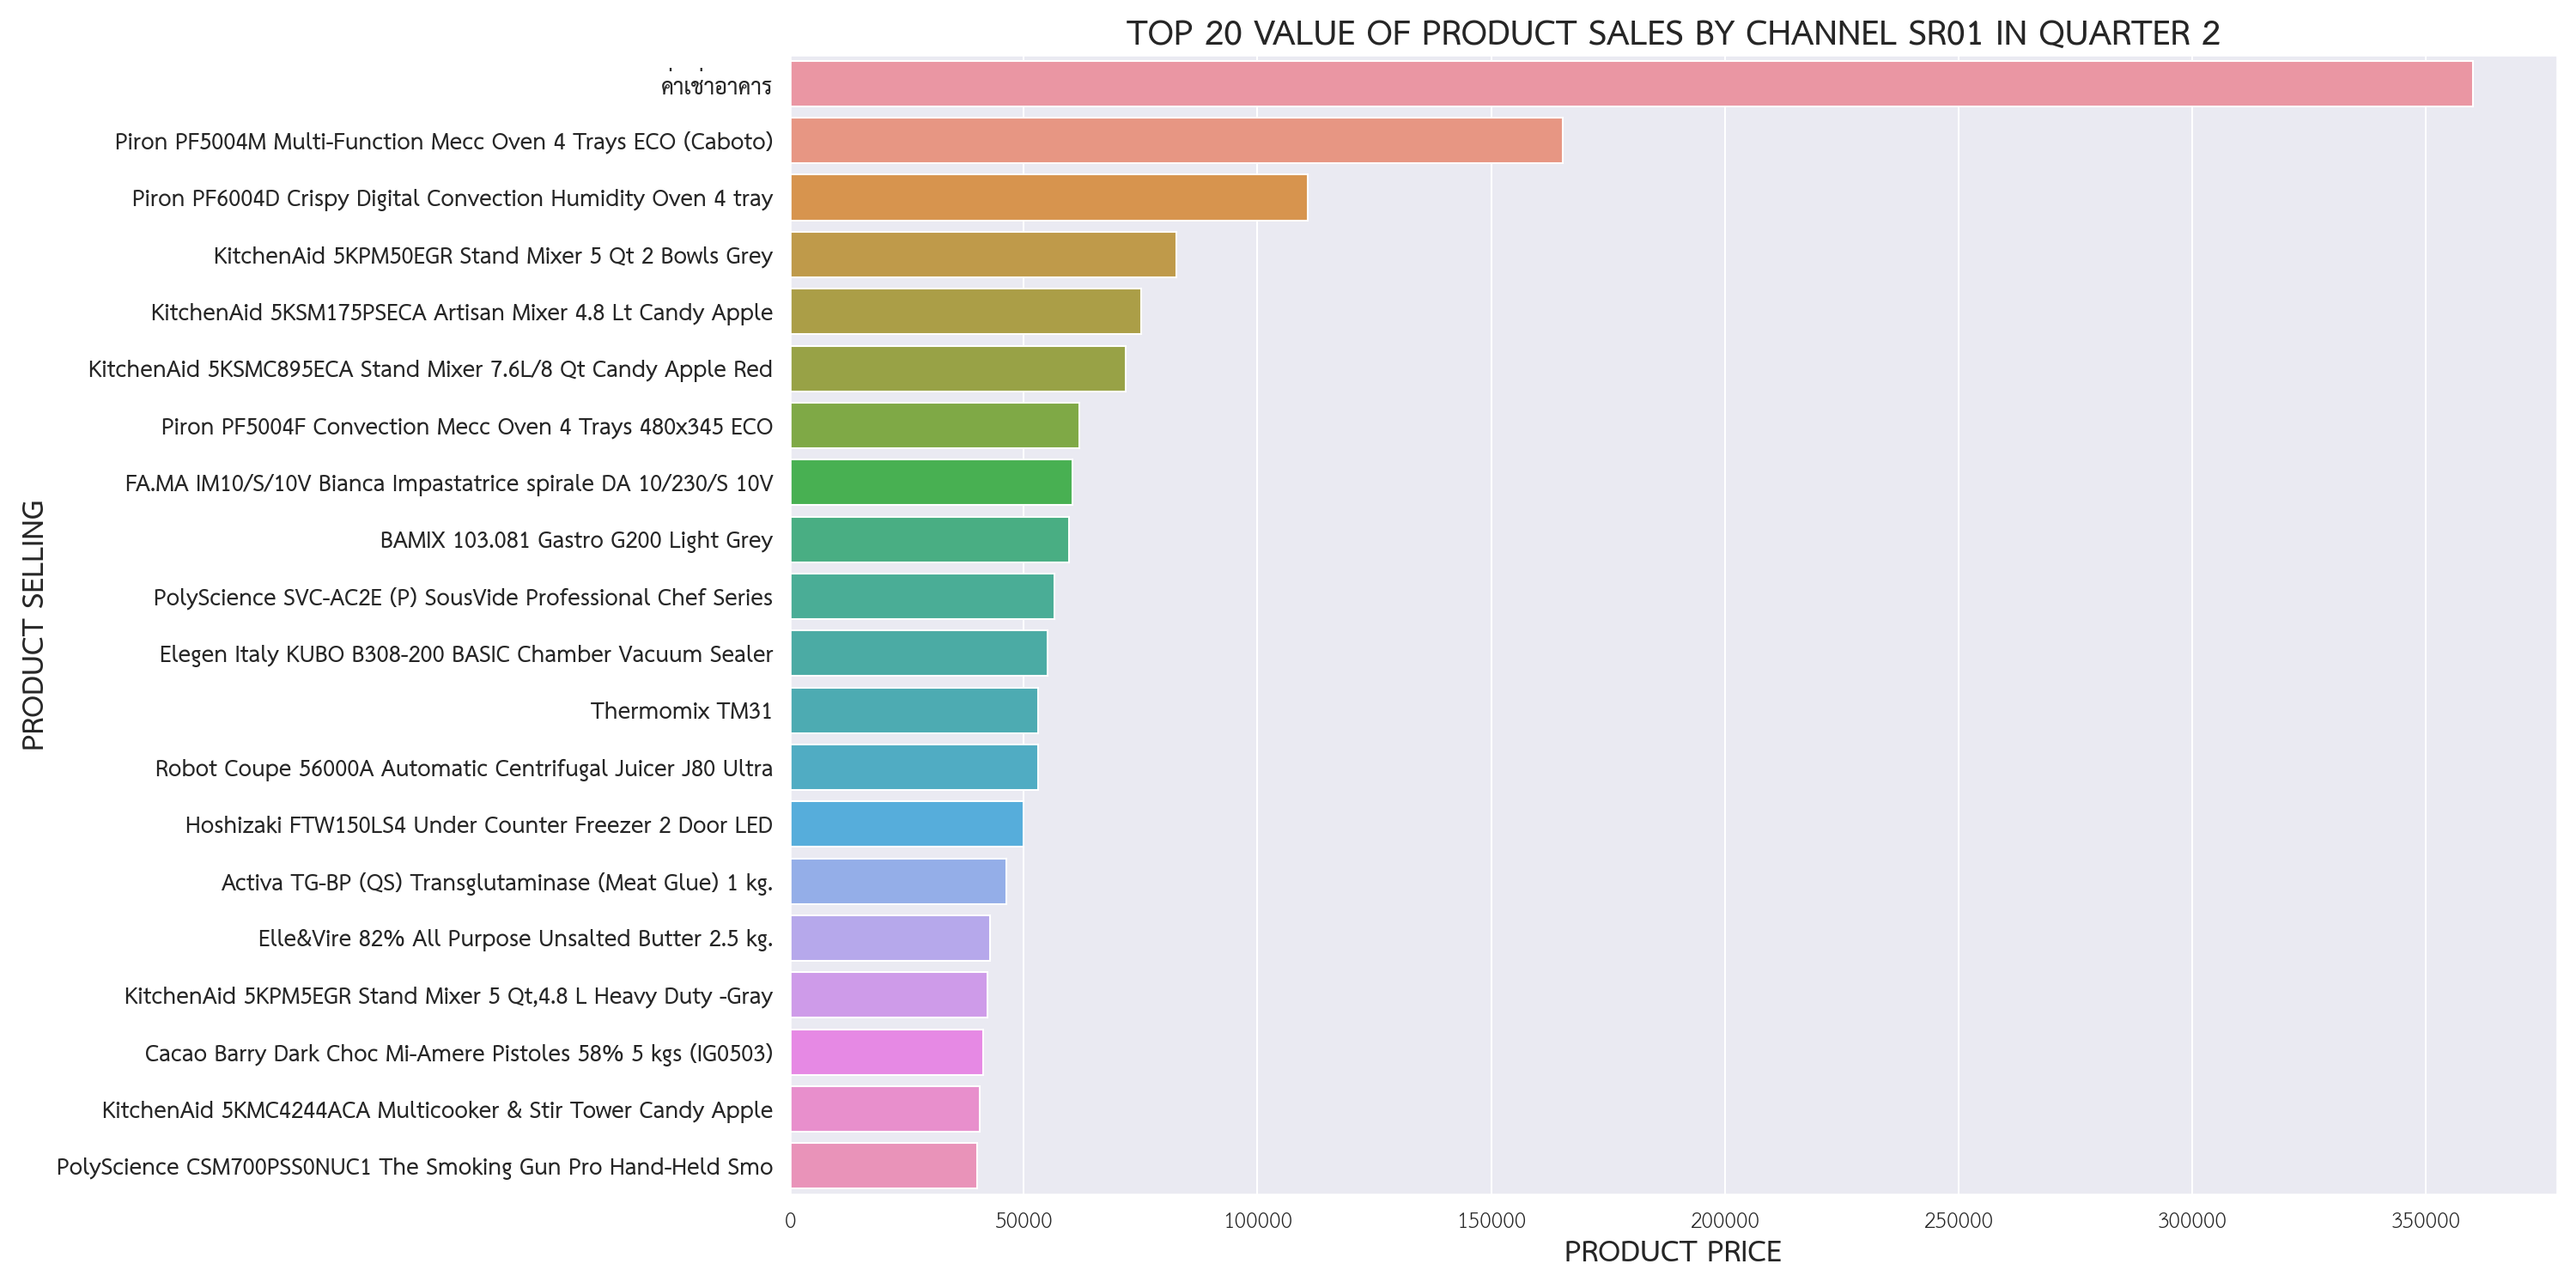 TOP 20 VALUE OF PRODUCT SALES BY CHANNEL SR01 IN QUARTER 2
ค่าเช่าอาคาร
Piron PF5004M Multi-Function Mecc Oven 4 Trays ECO (Caboto)
Piron PF6004D Crispy Digital Convection Humidity Oven 4 tray
KitchenAid 5KPM50EGR Stand Mixer 5 Qt 2 Bowls Grey
KitchenAid 5KSM175PSECA Artisan Mixer 4.8 Lt Candy Apple
KitchenAid 5KSMC895ECA Stand Mixer 7.6L/8 Qt Candy Apple Red
Piron PF5004F Convection Mecc Oven 4 Trays 480x345 ECO
FA.MA IM10/S/10V Bianca Impastatrice spirale DA 10/230/S 10V
BAMIX 103.081 Gastro G200 Light Grey
PolyScience SVC-AC2E (P) SousVide Professional Chef Series
Elegen Italy KUBO B308-200 BASIC Chamber Vacuum Sealer
Thermomix TM31
Robot Coupe 56000A Automatic Centrifugal Juicer J80 Ultra
Hoshizaki FTW150LS4 Under Counter Freezer 2 Door LED
Activa TG-BP (QS) Transglutaminase (Meat Glue) 1 kg.
Elle&Vire 82% All Purpose Unsalted Butter 2.5 kg.
KitchenAid 5KPM5EGR Stand Mixer 5 Qt,4.8 L Heavy Duty -Gray
Cacao Barry Dark Choc Mi-Amere Pistoles 58% 5 kgs (IG0503)
KitchenAid 5KMC4244ACA Multicooker & Stir Tower Candy Apple
PolyScience CSM700PSS0NUC1 The Smoking Gun Pro Hand-Held Smo
PRODUCT SELLING
0 50000 100000 150000 200000 250000 300000 350000
PRODUCT PRICE